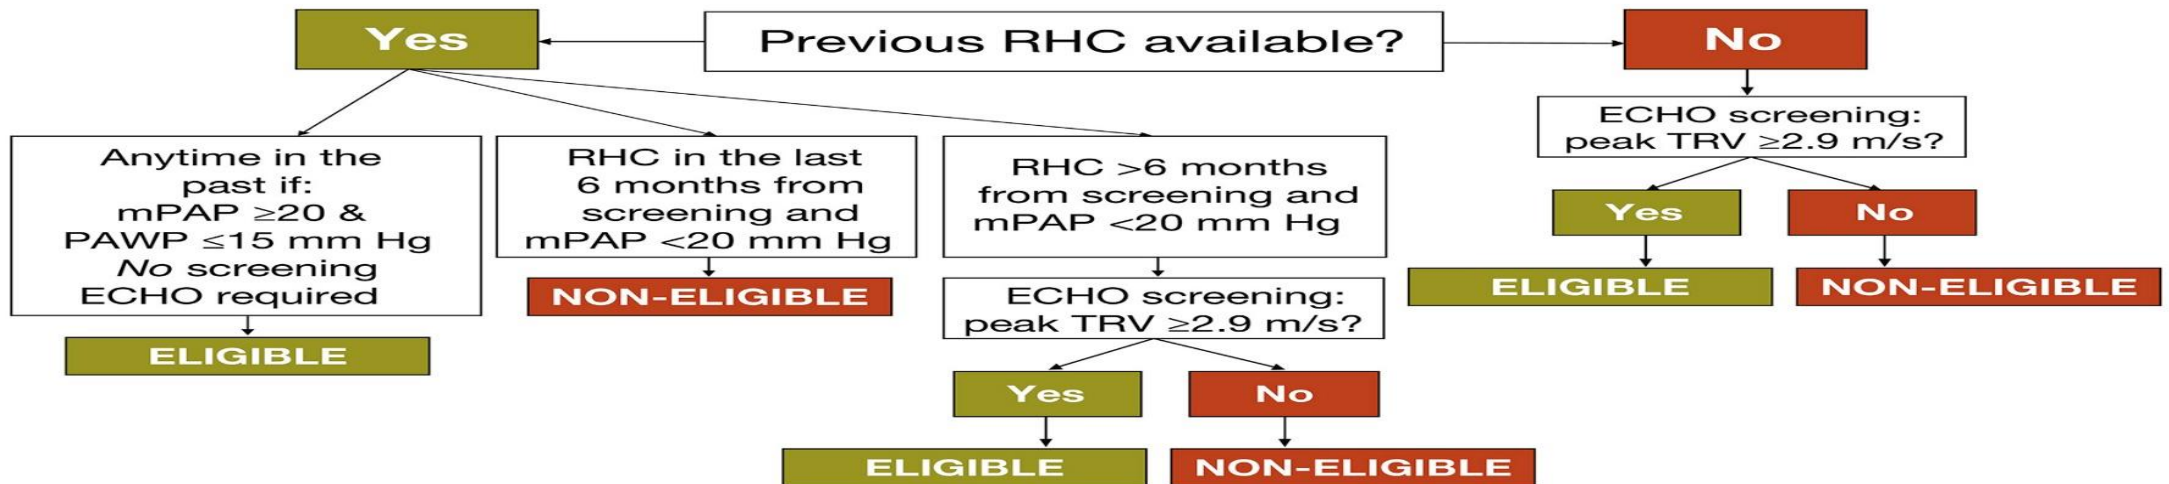 Previous RHC available?
Yes
No
Anytime in the
past if:
mPAP ≥20 &
PAWP ≤15 mm Hg
No screening
ECHO required
ELIGIBLE
RHC in the last
6 months from
screening and
mPAP <20 mm Hg
NON-ELIGIBLE
RHC >6 months
from screening and
mPAP <20 mm Hg
ECHO screening:
peak TRV ≥2.9 m/s?
Yes
No
ELIGIBLE
NON-ELIGIBLE
ECHO screening:
peak TRV ≥2.9 m/s?
Yes
No
ELIGIBLE
NON-ELIGIBLE